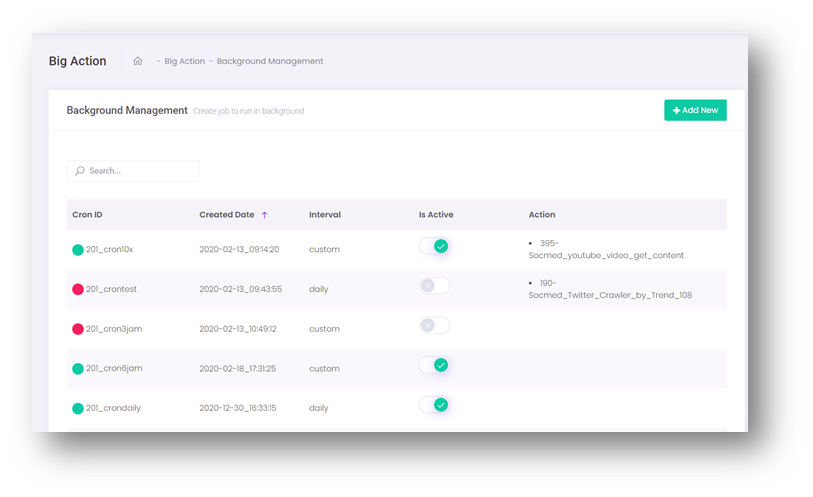 Big Action - Big Action - Background Management
Background Management Create job to run in background
+ Add New
Search...
Cron ID Created Date ↑ Interval Is Active Action
201_cron10x 2020-02-13_09:14:20 custom • 395-
Socmed_youtube_video_get_content
201_crontest 2020-02-13_09:43:55 daily • 190-
Socmed_Twitter_Crawler_by_Trend_108
201_cron3jam 2020-02-13_10:49:12 custom
201_cron6jam 2020-02-18_17:31:25 custom
201_crondaily 2020-12-30_16:33:15 daily